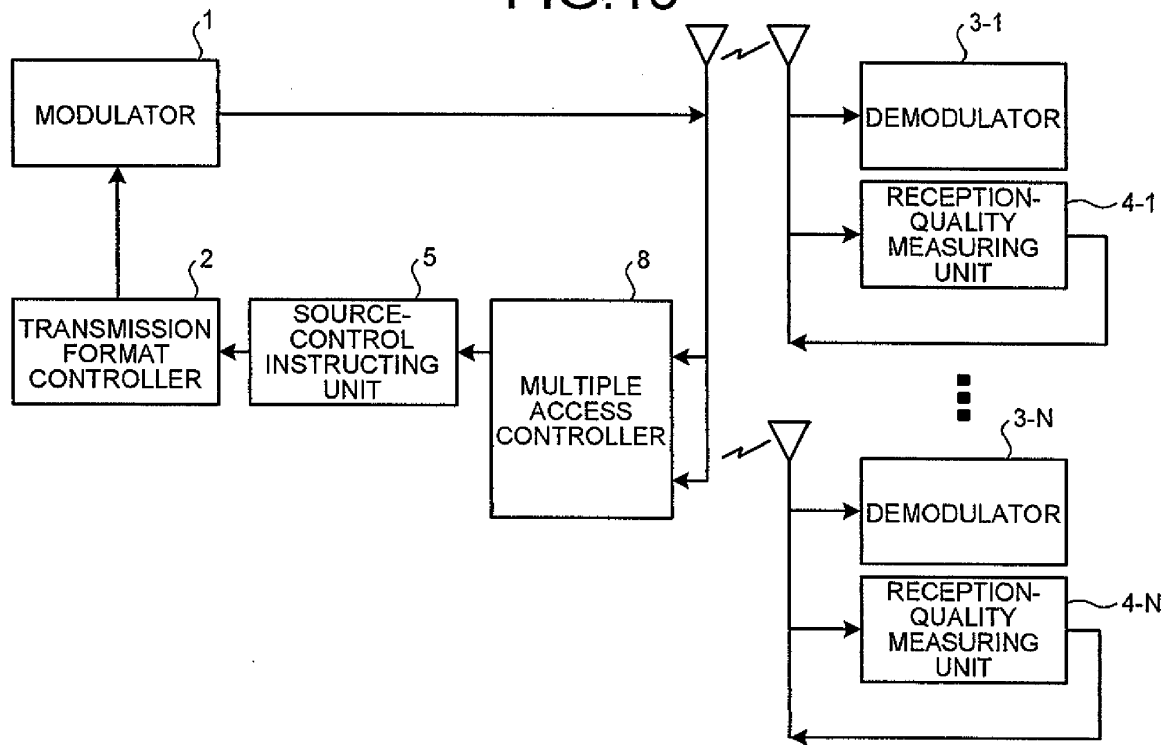 1
3-1
MODULATOR
DEMODULATOR
RECEPTION-
QUALITY
MEASURING
UNIT
4-1
2
5
8
TRANSMISSION
FORMAT
CONTROLLER
SOURCE-
CONTROL
INSTRUCTING
UNIT
MULTIPLE
ACCESS
CONTROLLER
3-N
DEMODULATOR
RECEPTION-
QUALITY
MEASURING
UNIT
4-N